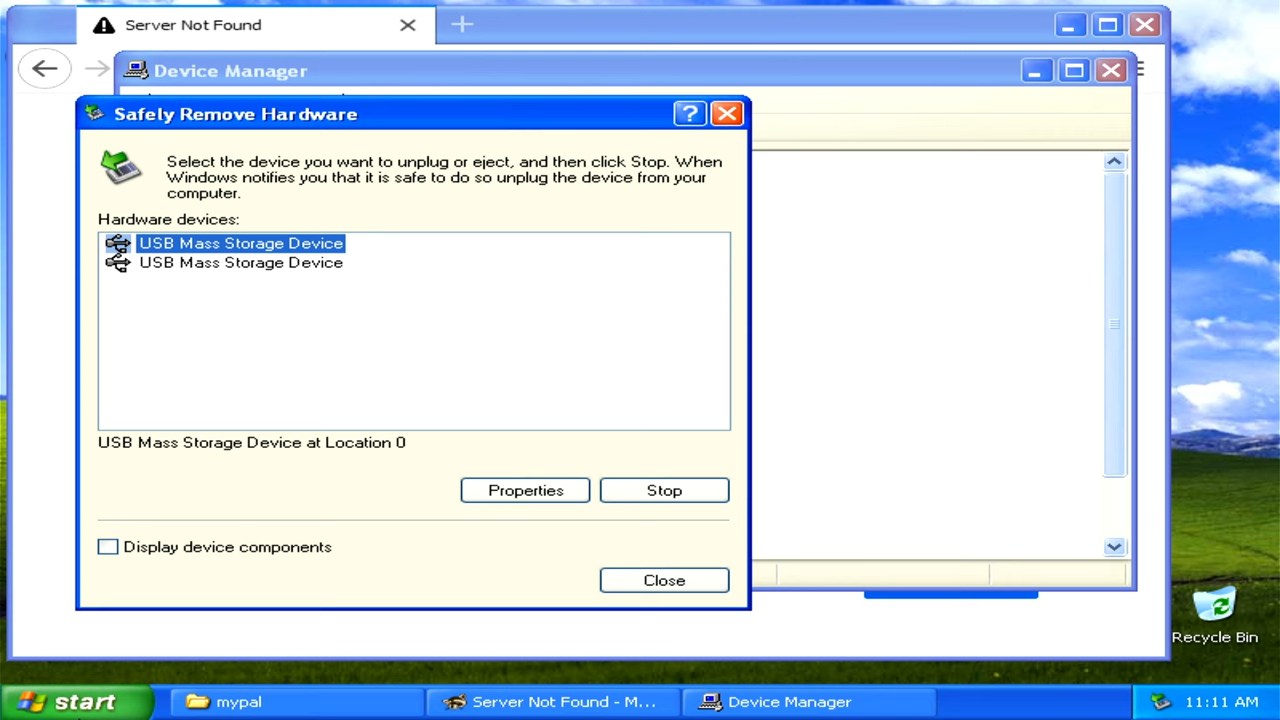 Server Not Found
Device Manager
Safely Remove Hardware
Select the device you want to unplug or eject, and then click Stop. When
Windows notifies you that it is safe to do so unplug the device from your
computer.
Hardware devices:
USB Mass Storage Device
USB Mass Storage Device
USB Mass Storage Device at Location 0
Properties
Stop
Display device components
Close
Recycle Bin
start
mypal
Server Not Found - M...
Device Manager
11:11 AM